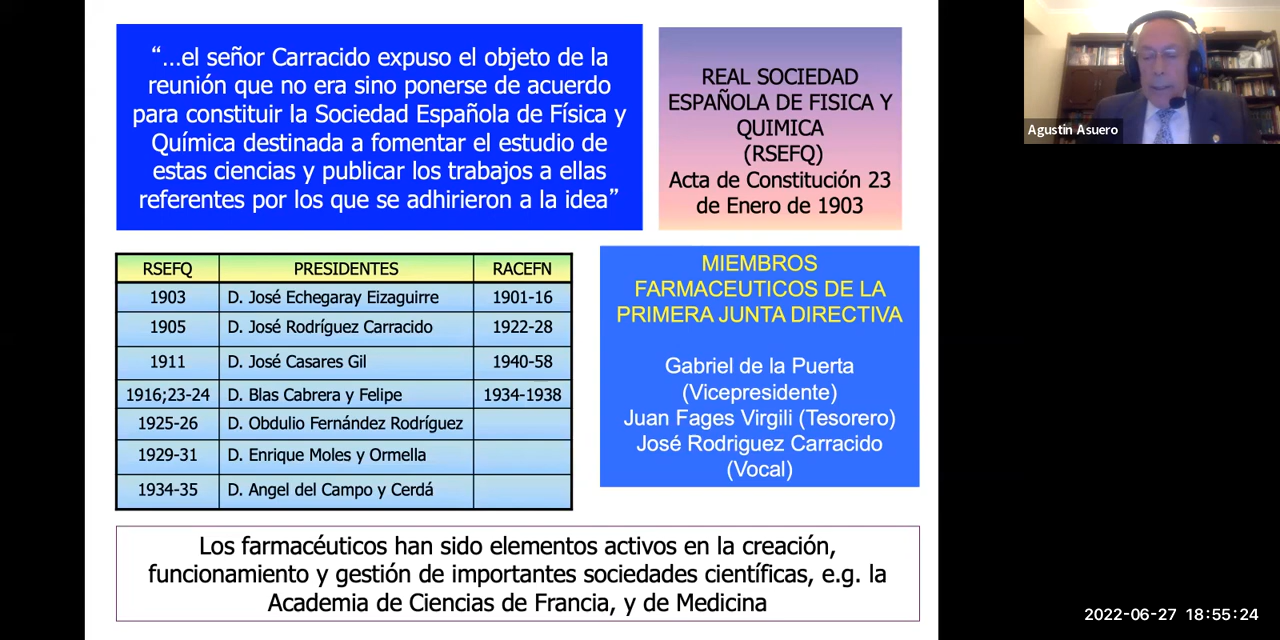 “...el señor Carracido expuso el objeto de la
reunión que no era sino ponerse de acuerdo
para constituir la Sociedad Española de Física y
Química destinada a fomentar el estudio de
estas ciencias y publicar los trabajos a ellas
referentes por los que se adhirieron a la idea”
REAL SOCIEDAD
ESPAÑOLA DE FISICA Y
QUIMICA
(RSEFQ)
Acta de Constitución 23
de Enero de 1903
Agustín Asuero
RSEFQ PRESIDENTES RACEFN
1903 D. José Echegaray Eizaguirre 1901-16
1905 D. José Rodríguez Carracido 1922-28
1911 D. José Casares Gil 1940-58
1916;23-24 D. Blas Cabrera y Felipe 1934-1938
1925-26 D. Obdulio Fernández Rodríguez
1929-31 D. Enrique Moles y Ormella
1934-35 D. Angel del Campo y Cerdá
MIEMBROS
FARMACEUTICOS DE LA
PRIMERA JUNTA DIRECTIVA
Gabriel de la Puerta
(Vicepresidente)
Juan Fages Virgili (Tesorero)
José Rodriguez Carracido
(Vocal)
Los farmacéuticos han sido elementos activos en la creación,
funcionamiento y gestión de importantes sociedades científicas, e.g. la
Academia de Ciencias de Francia, y de Medicina
2022-06-27 18:55:24